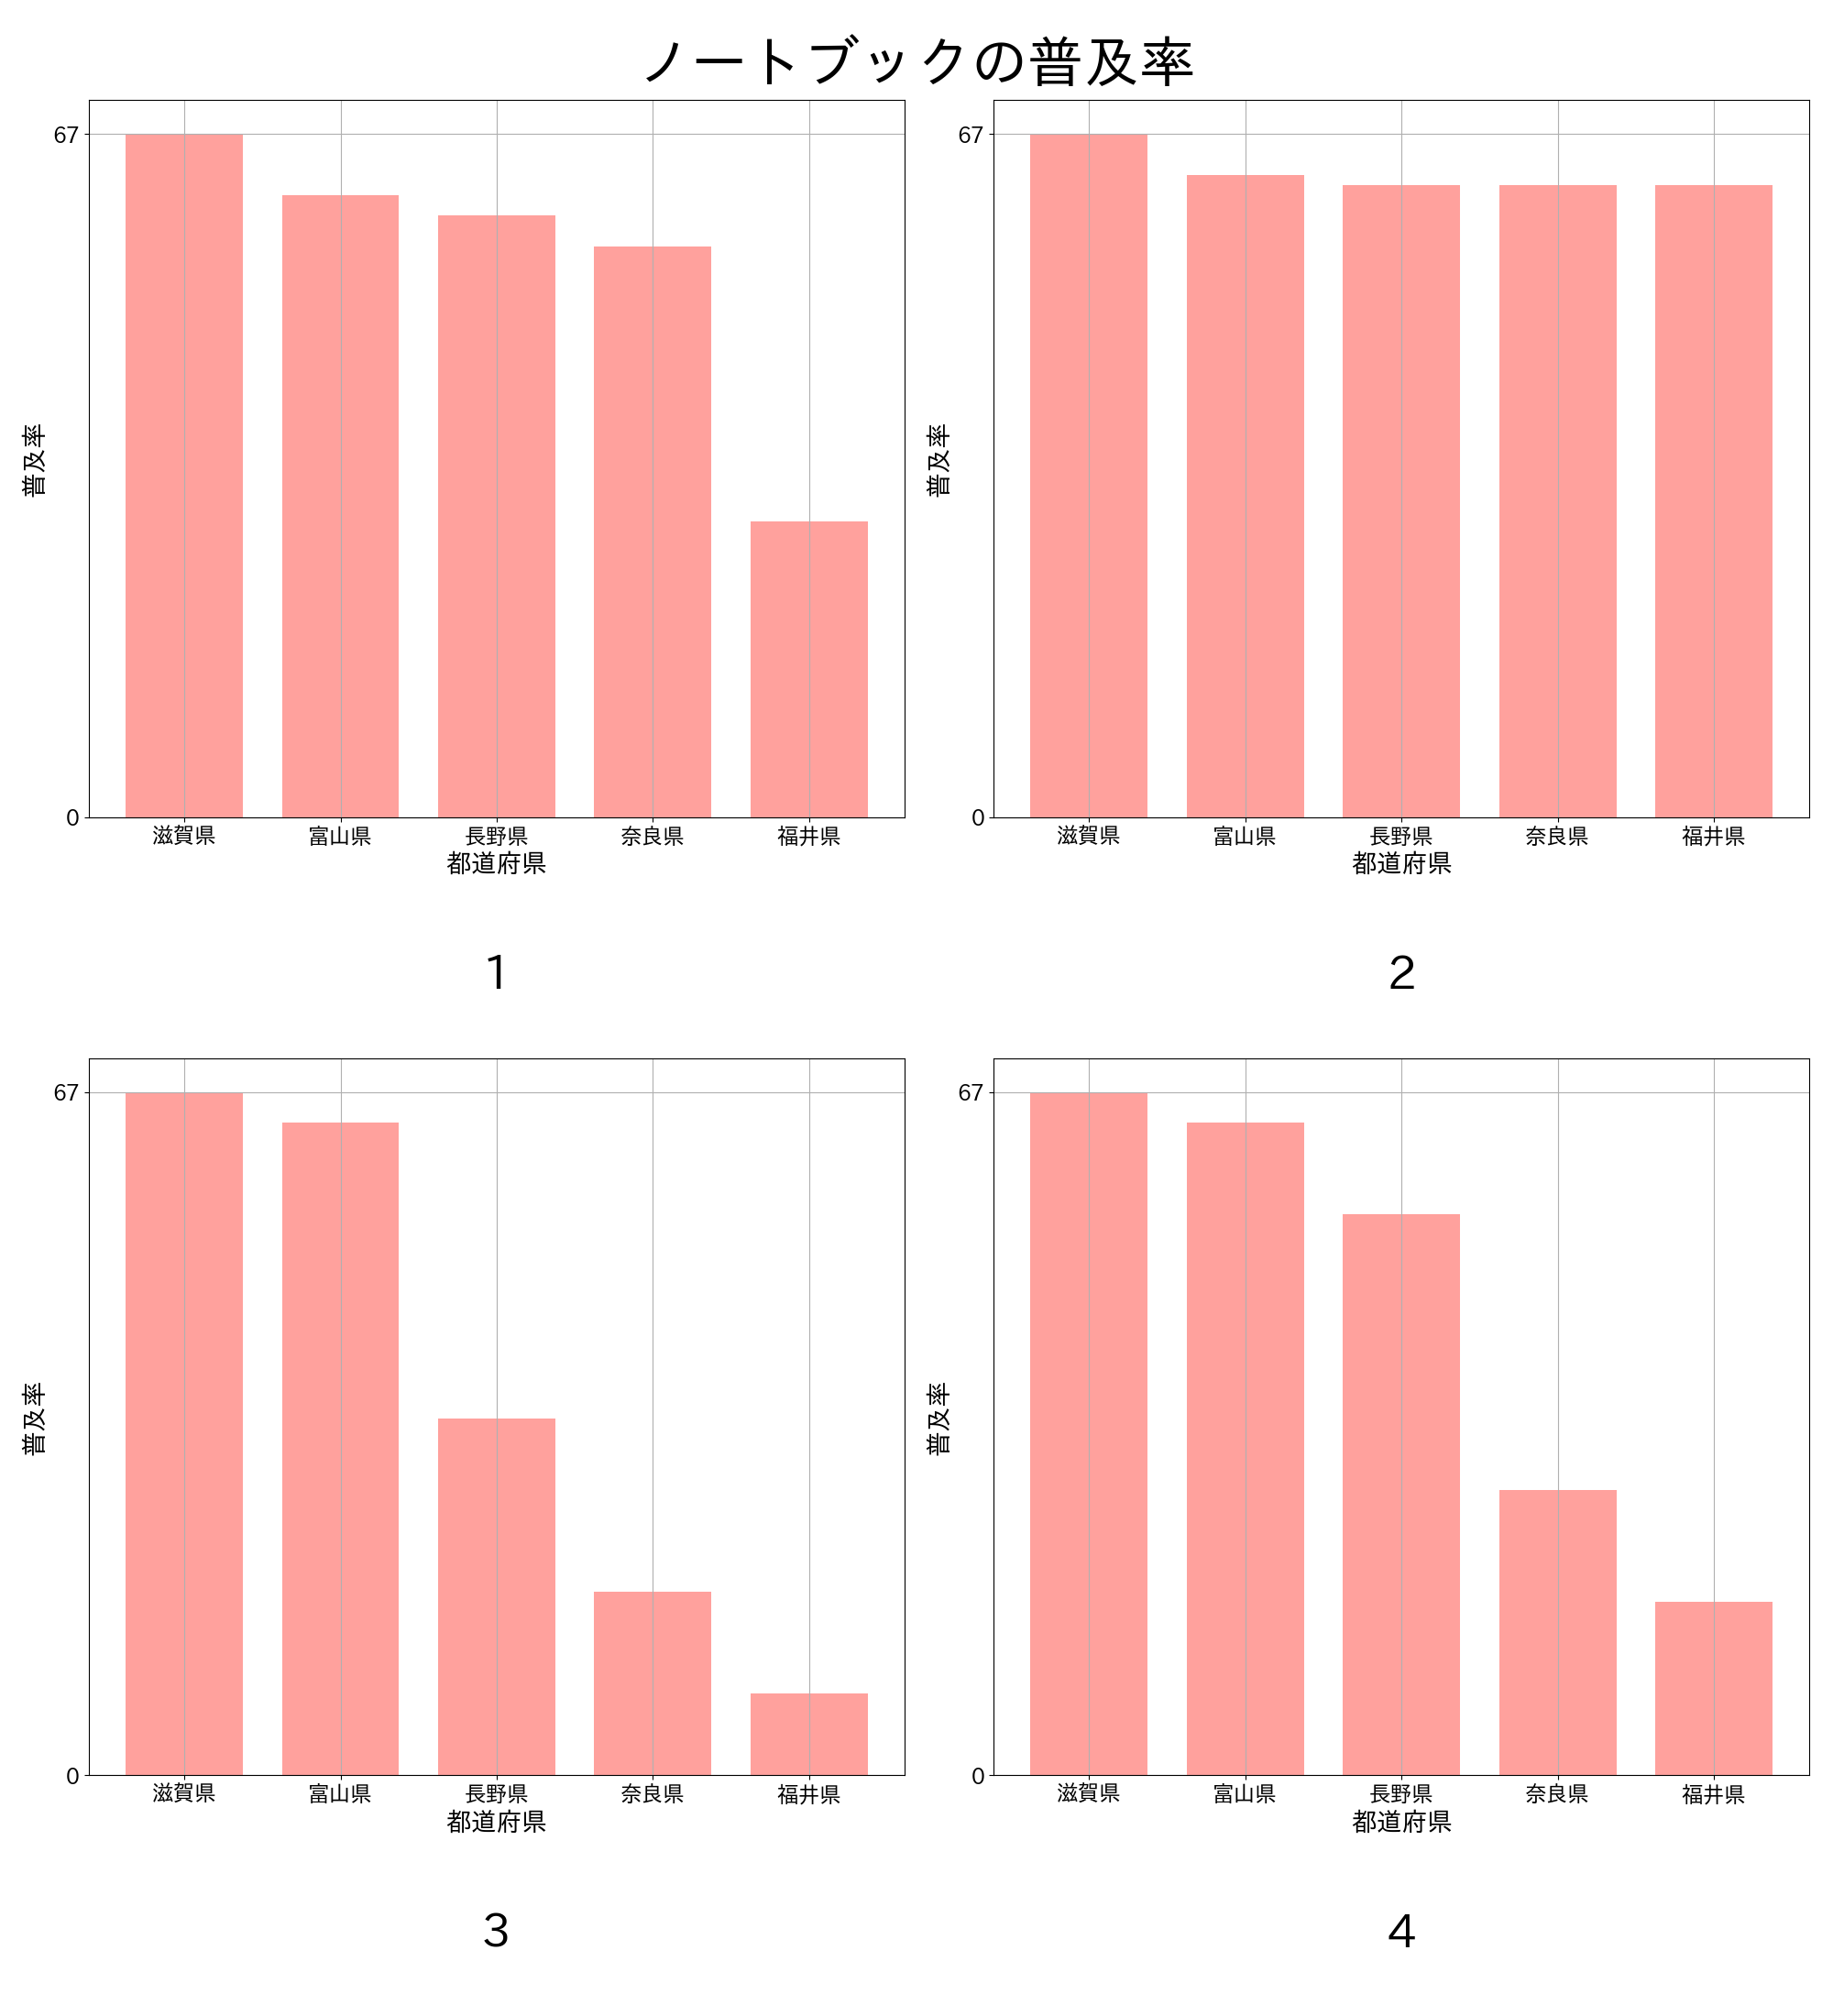 ノートブックの普及率
67
0
普及率
滋賀県 富山県 長野県 奈良県 福井県
都道府県
1
67
0
普及率
滋賀県 富山県 長野県 奈良県 福井県
都道府県
2
67
0
普及率
滋賀県 富山県 長野県 奈良県 福井県
都道府県
3
67
0
普及率
滋賀県 富山県 長野県 奈良県 福井県
都道府県
4